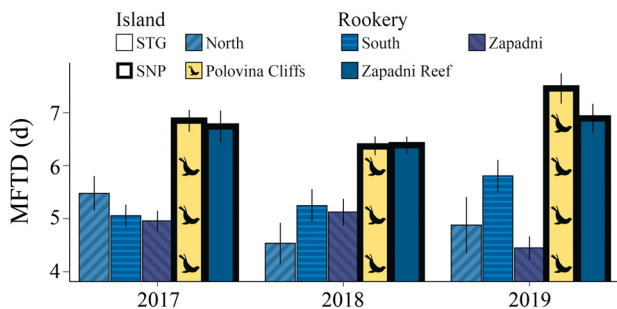 Island Rookery
STG North South Zapadni
SNP Polovina Cliffs Zapadni Reef
MFTD (d)
7
6
5
4
2017 2018 2019